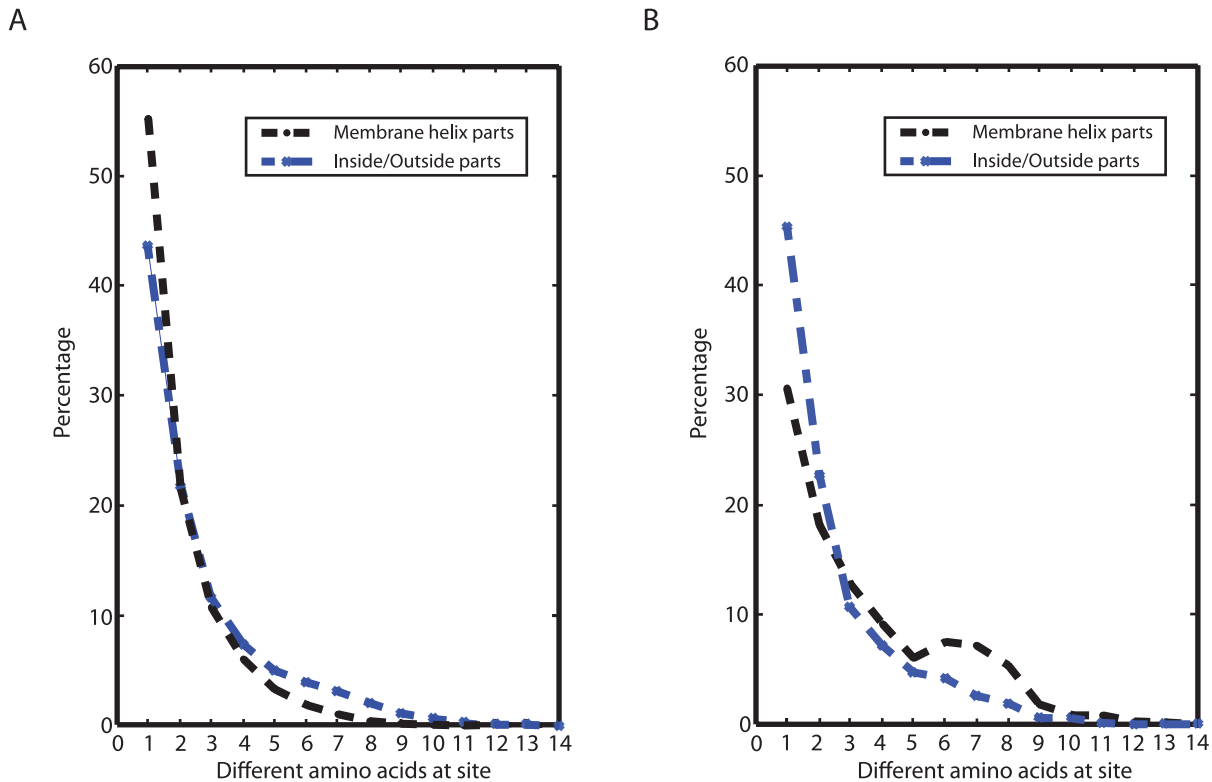 A
60
50
40
30
20
10
0
Percentage
Membrane helix parts
Inside/Outside parts
0 1 2 3 4 5 6 7 8 9 10 11 12 13 14
Different amino acids at site
B
60
50
40
30
20
10
0
Percentage
Membrane helix parts
Inside/Outside parts
0 1 2 3 4 5 6 7 8 9 10 11 12 13 14
Different amino acids at site